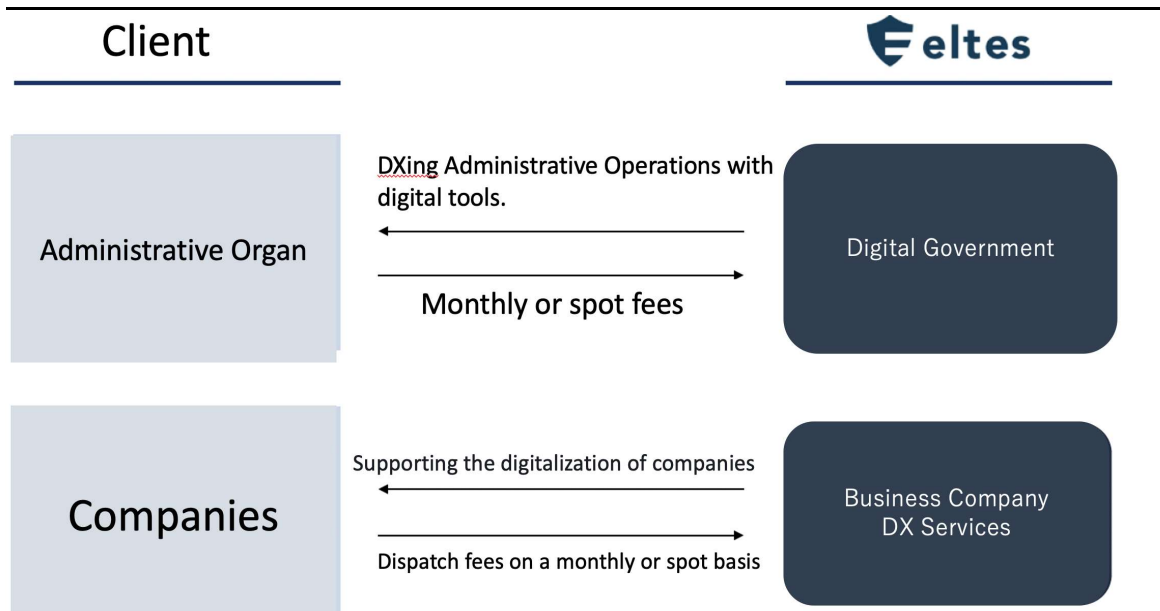 Client
eltes
DXing Administrative Operations with
digital tools.
Administrative Organ
Digital Government
Monthly or spot fees
Supporting the digitalization of companies
Companies
Business Company
DX Services
Dispatch fees on a monthly or spot basis